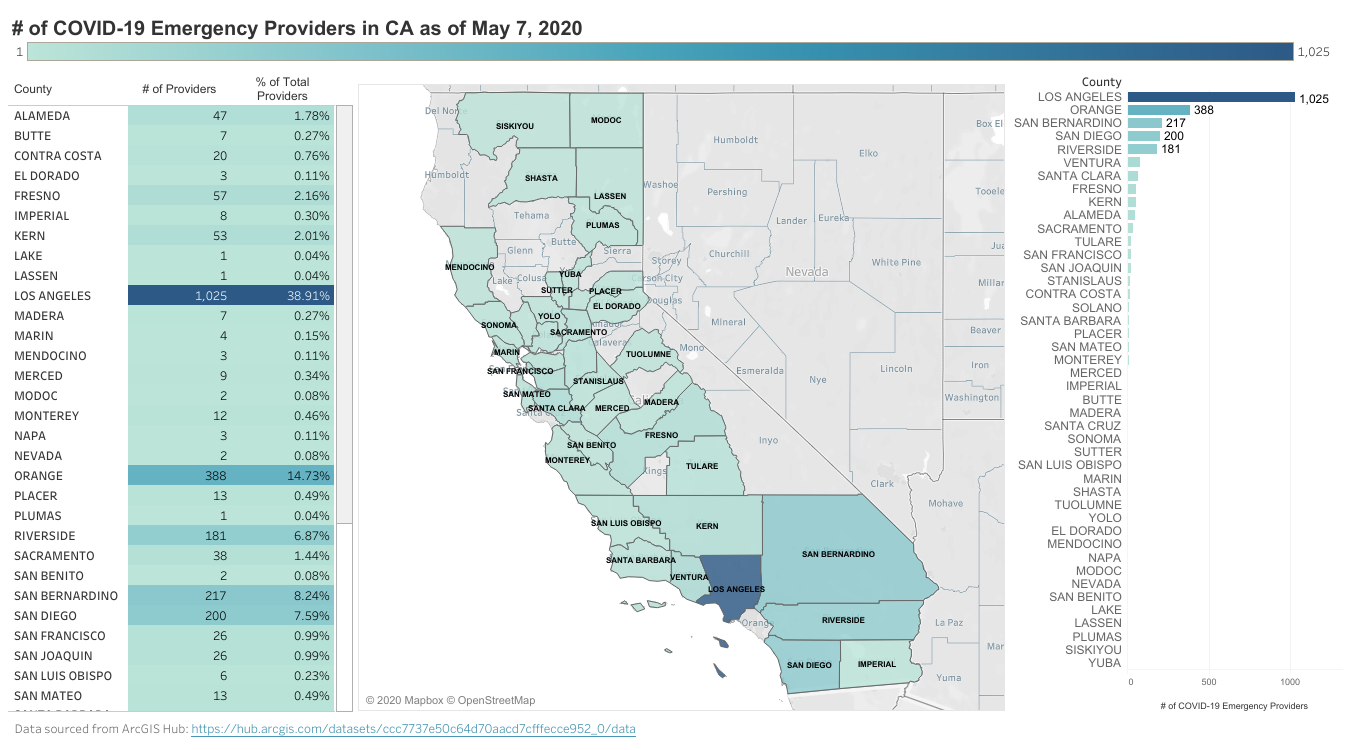 # of COVID-19 Emergency Providers in CA as of May 7, 2020
1
1,025
County # of Providers % of Total Providers
ALAMEDA 47 1.78%
BUTTE 7 0.27%
CONTRA COSTA 20 0.76%
EL DORADO 3 0.11%
FRESNO 57 2.16%
IMPERIAL 8 0.30%
KERN 53 2.01%
LAKE 1 0.04%
LASSEN 1 0.04%
LOS ANGELES 1,025 38.91%
MADERA 7 0.27%
MARIN 4 0.15%
MENDOCINO 3 0.11%
MERCED 9 0.34%
MODOC 2 0.08%
MONTEREY 12 0.46%
NAPA 3 0.11%
NEVADA 2 0.08%
ORANGE 388 14.73%
PLACER 13 0.49%
PLUMAS 1 0.04%
RIVERSIDE 181 6.87%
SACRAMENTO 38 1.44%
SAN BENITO 2 0.08%
SAN BERNARDINO 217 8.24%
SAN DIEGO 200 7.59%
SAN FRANCISCO 26 0.99%
SAN JOAQUIN 26 0.99%
SAN LUIS OBISPO 6 0.23%
SAN MATEO 13 0.49%
Del Nor
SISKIYOU
MODOC
Humboldt
Box El
Elko
SHASTA
Humboldt
Washoe
Pershing
Toole
LASSEN
Tehama
Lander
Eureka
PLUMAS
Butte
Glenn
Sierra
Storey
Churchill
White Pine
Jua
MENDOCINO
YUBA
Nevada
Lake
Colusa
Carson City
Millar
SUTTER
PLACER
Douglas
EL DORADO
YOLO
SONOMA
Mineral
SACRAMENTO
Beaver
MARIN
Mono
TUOLUMNE
Iron
SAN FRANCISCO
Esmeralda
Lincoln
Nye
STANISLAUS
SAN MATEO
Washington
MADERA
SANTA CLARA
MERCED
FRESNO
Inyo
SAN BENITO
MONTEREY
TULARE
Kings
Clark
Mohave
SAN LUIS OBISPO
KERN
SAN BERNARDINO
SANTA BARBARA
VENTURA
LOS ANGELES
Orang
RIVERSIDE
La Paz
Mar
SAN DIEGO
IMPERIAL
Yuma
© 2020 Mapbox © OpenStreetMap
County
LOS ANGELES 1,025
ORANGE 388
SAN BERNARDINO 217
SAN DIEGO 200
RIVERSIDE 181
VENTURA
SANTA CLARA
FRESNO
KERN
ALAMEDA
SACRAMENTO
TULARE
SAN FRANCISCO
SAN JOAQUIN
STANISLAUS
CONTRA COSTA
SOLANO
SANTA BARBARA
PLACER
SAN MATEO
MONTEREY
MERCED
IMPERIAL
BUTTE
MADERA
SANTA CRUZ
SONOMA
SUTTER
SAN LUIS OBISPO
MARIN
SHASTA
TUOLUMNE
YOLO
EL DORADO
MENDOCINO
NAPA
MODOC
NEVADA
SAN BENITO
LAKE
LASSEN
PLUMAS
SISKIYOU
YUBA
0 500 1000
# of COVID-19 Emergency Providers
Data sourced from ArcGIS Hub: https://hub.arcgis.com/datasets/ccc7737e50c64d70aacd7cfffecce952_0/data